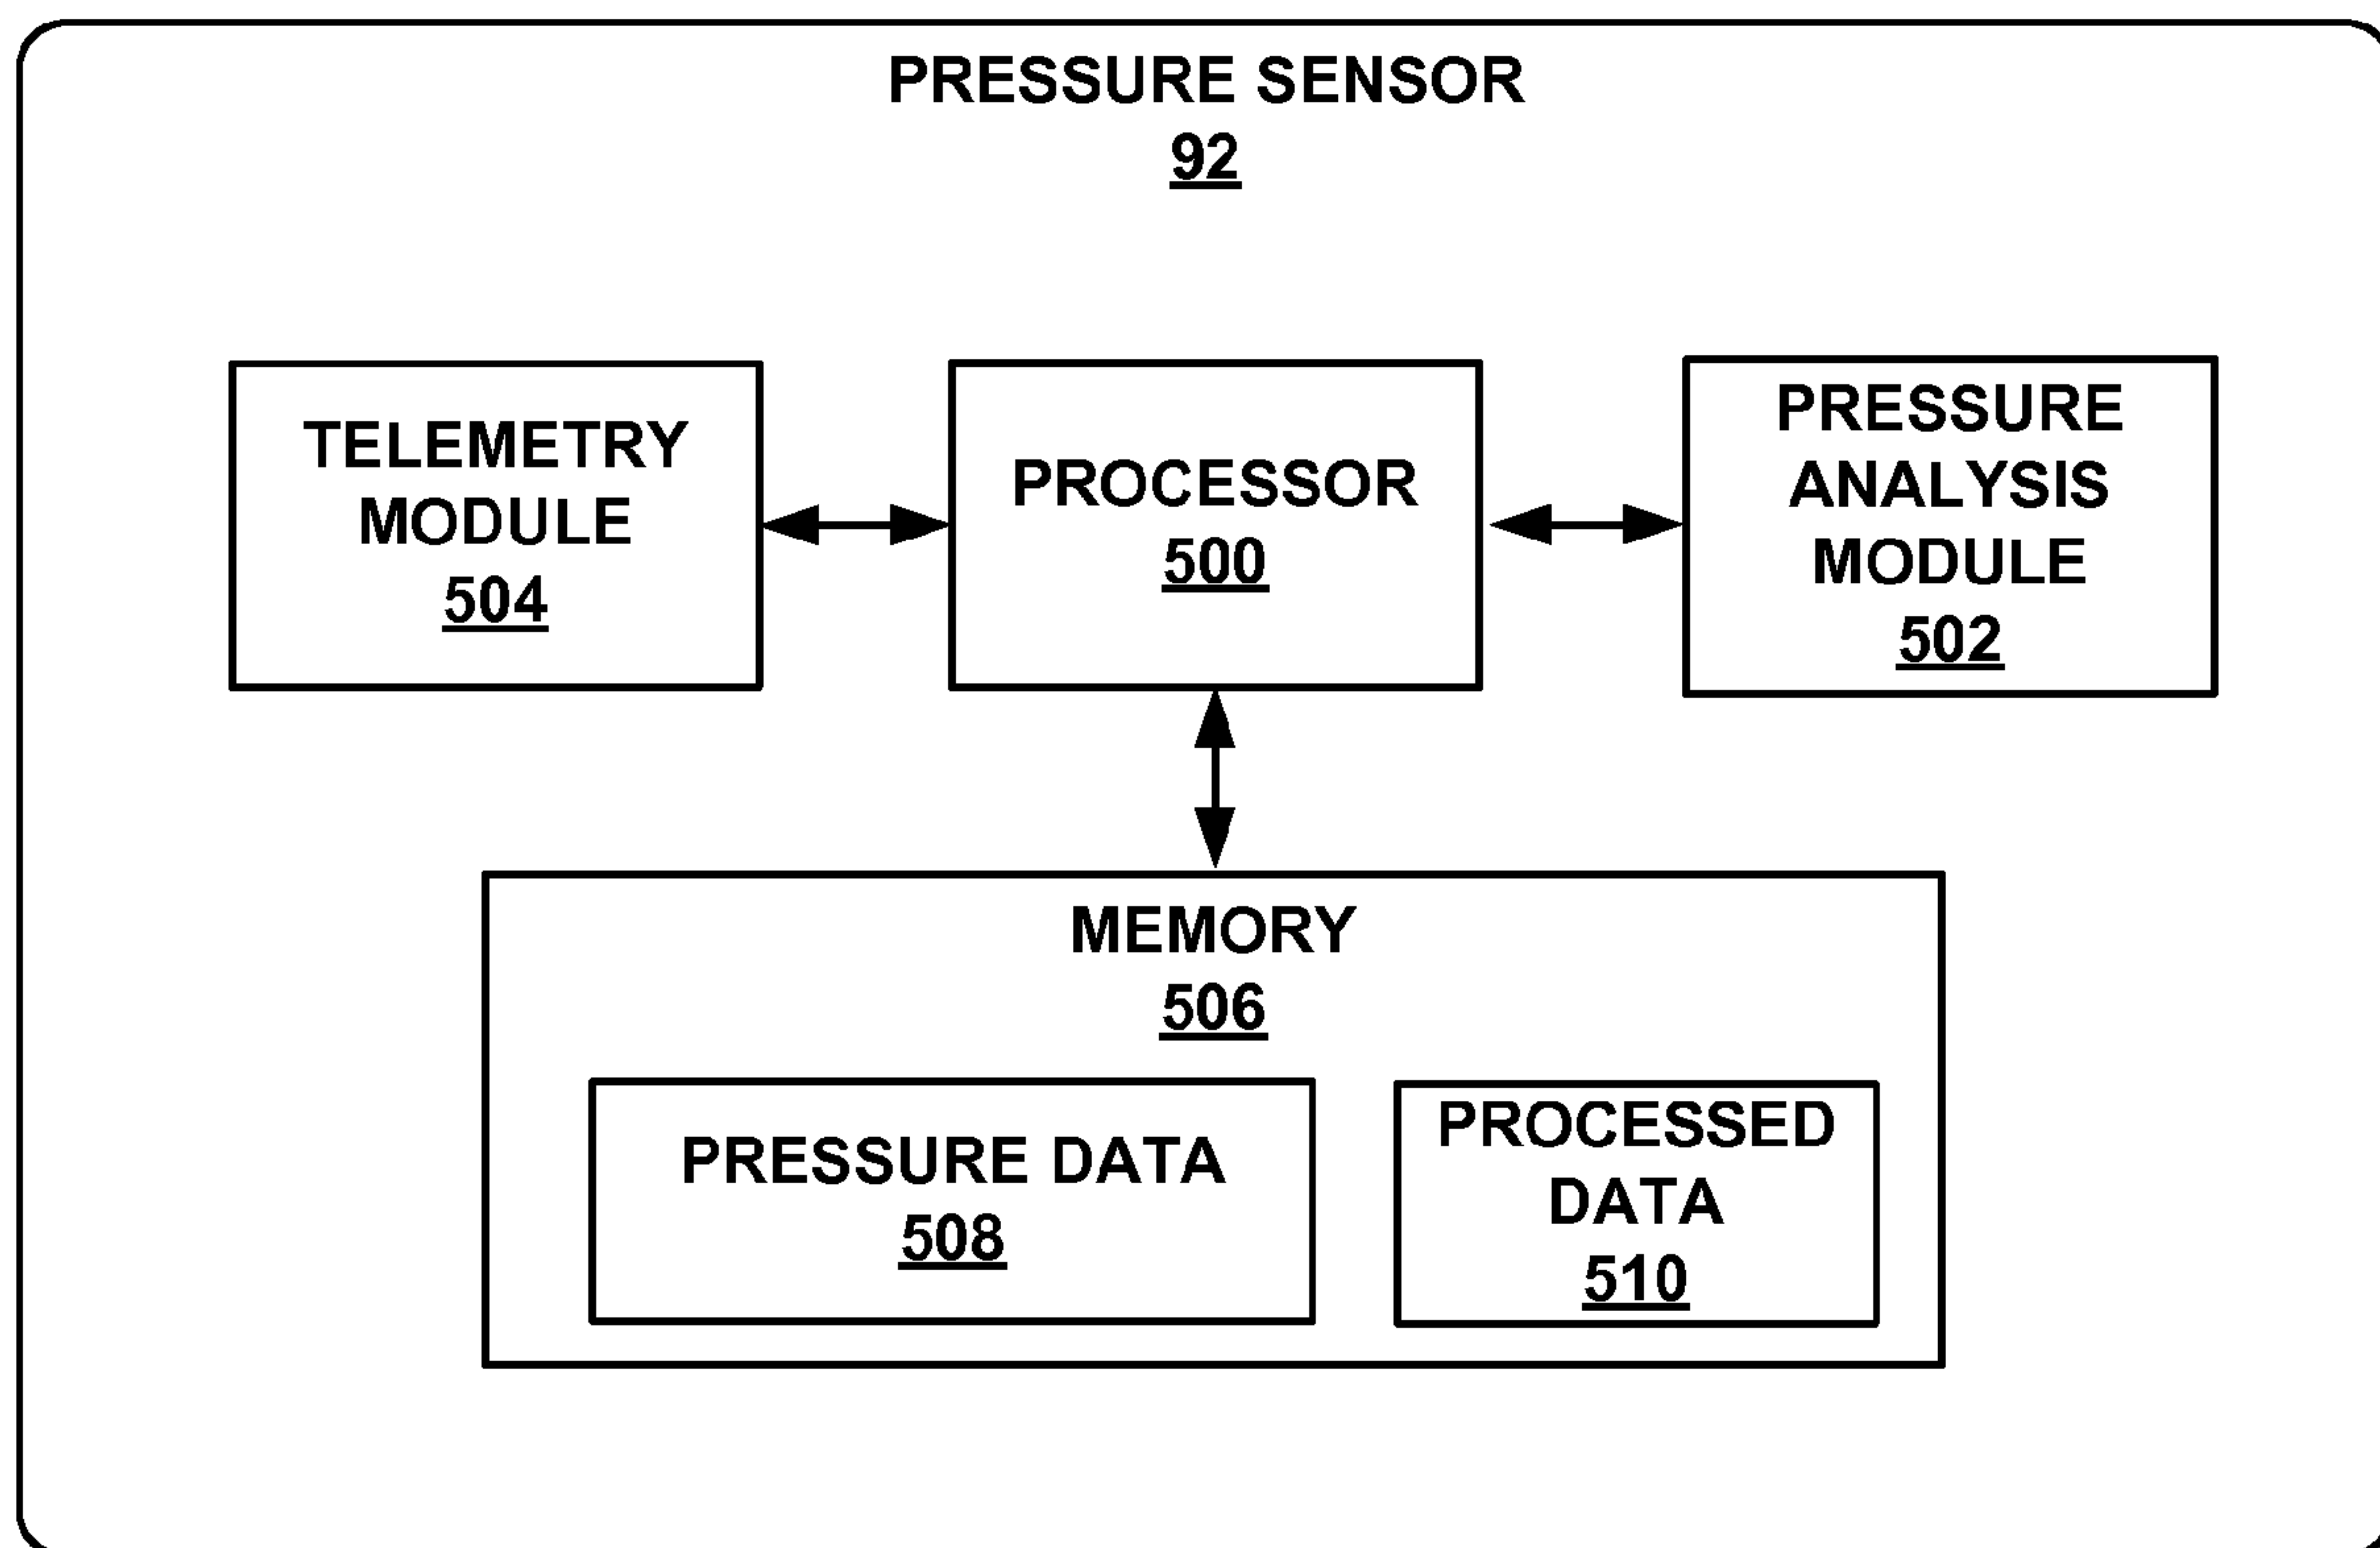 PRESSURE SENSOR
92
TELEMETRY
MODULE
504
PROCESSOR
500
PRESSURE
ANALYSIS
MODULE
502
MEMORY
506
PRESSURE DATA
508
PROCESSED
DATA
510